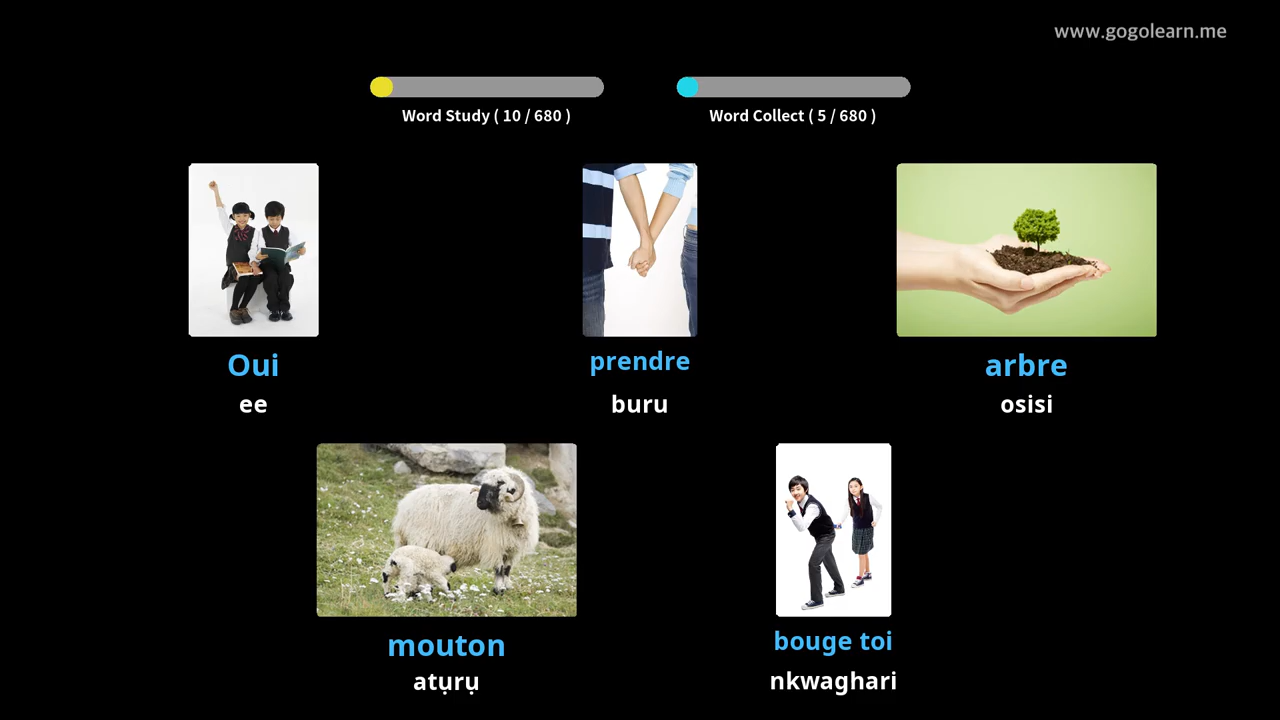 www.gogolearn.me
Word Study ( 10 / 680 )
Word Collect ( 5 / 680 )
Oui
ee
prendre
buru
arbre
osisi
mouton
atụrụ
bouge toi
nkwaghari